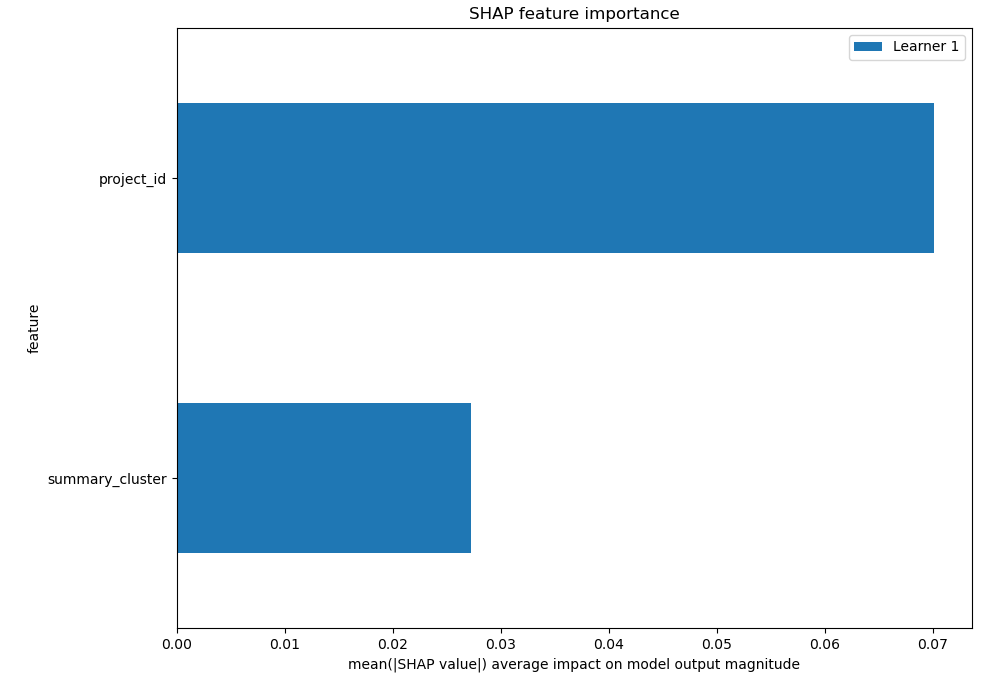 SHAP feature importance
Learner 1
project_id
feature
summary_cluster
0.00 0.01 0.02 0.03 0.04 0.05 0.06 0.07
mean(|SHAP value|) average impact on model output magnitude